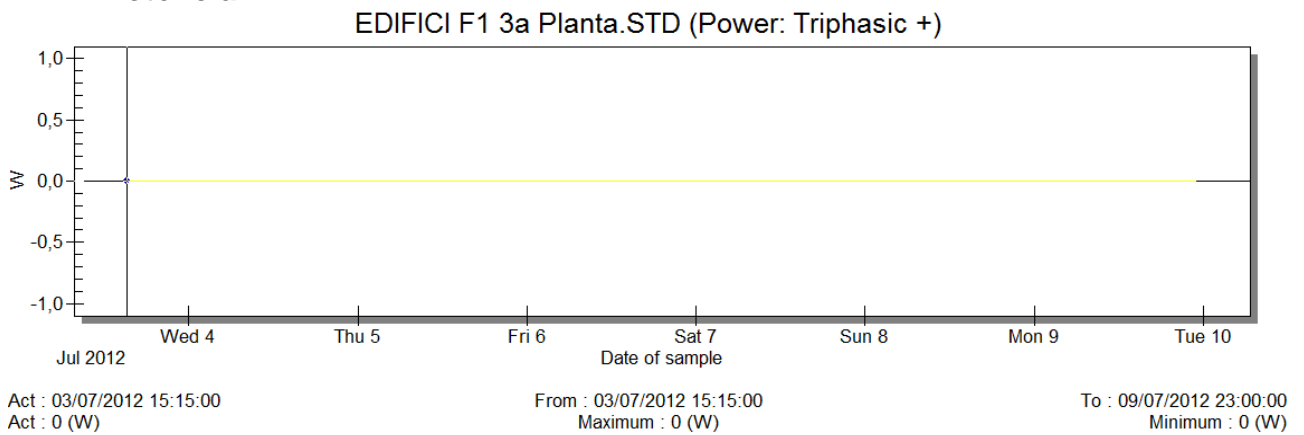 EDIFICI F1 3a Planta.STD (Power: Triphasic +)
1,0
0,5
0,0
-0,5
-1,0
W
Wed 4
Thu 5
Fri 6
Sat 7
Sun 8
Mon 9
Tue 10
Jul 2012
Date of sample
Act : 03/07/2012 15:15:00
From : 03/07/2012 15:15:00
To : 09/07/2012 23:00:00
Act : 0 (W)
Maximum : 0 (W)
Minimum : 0 (W)